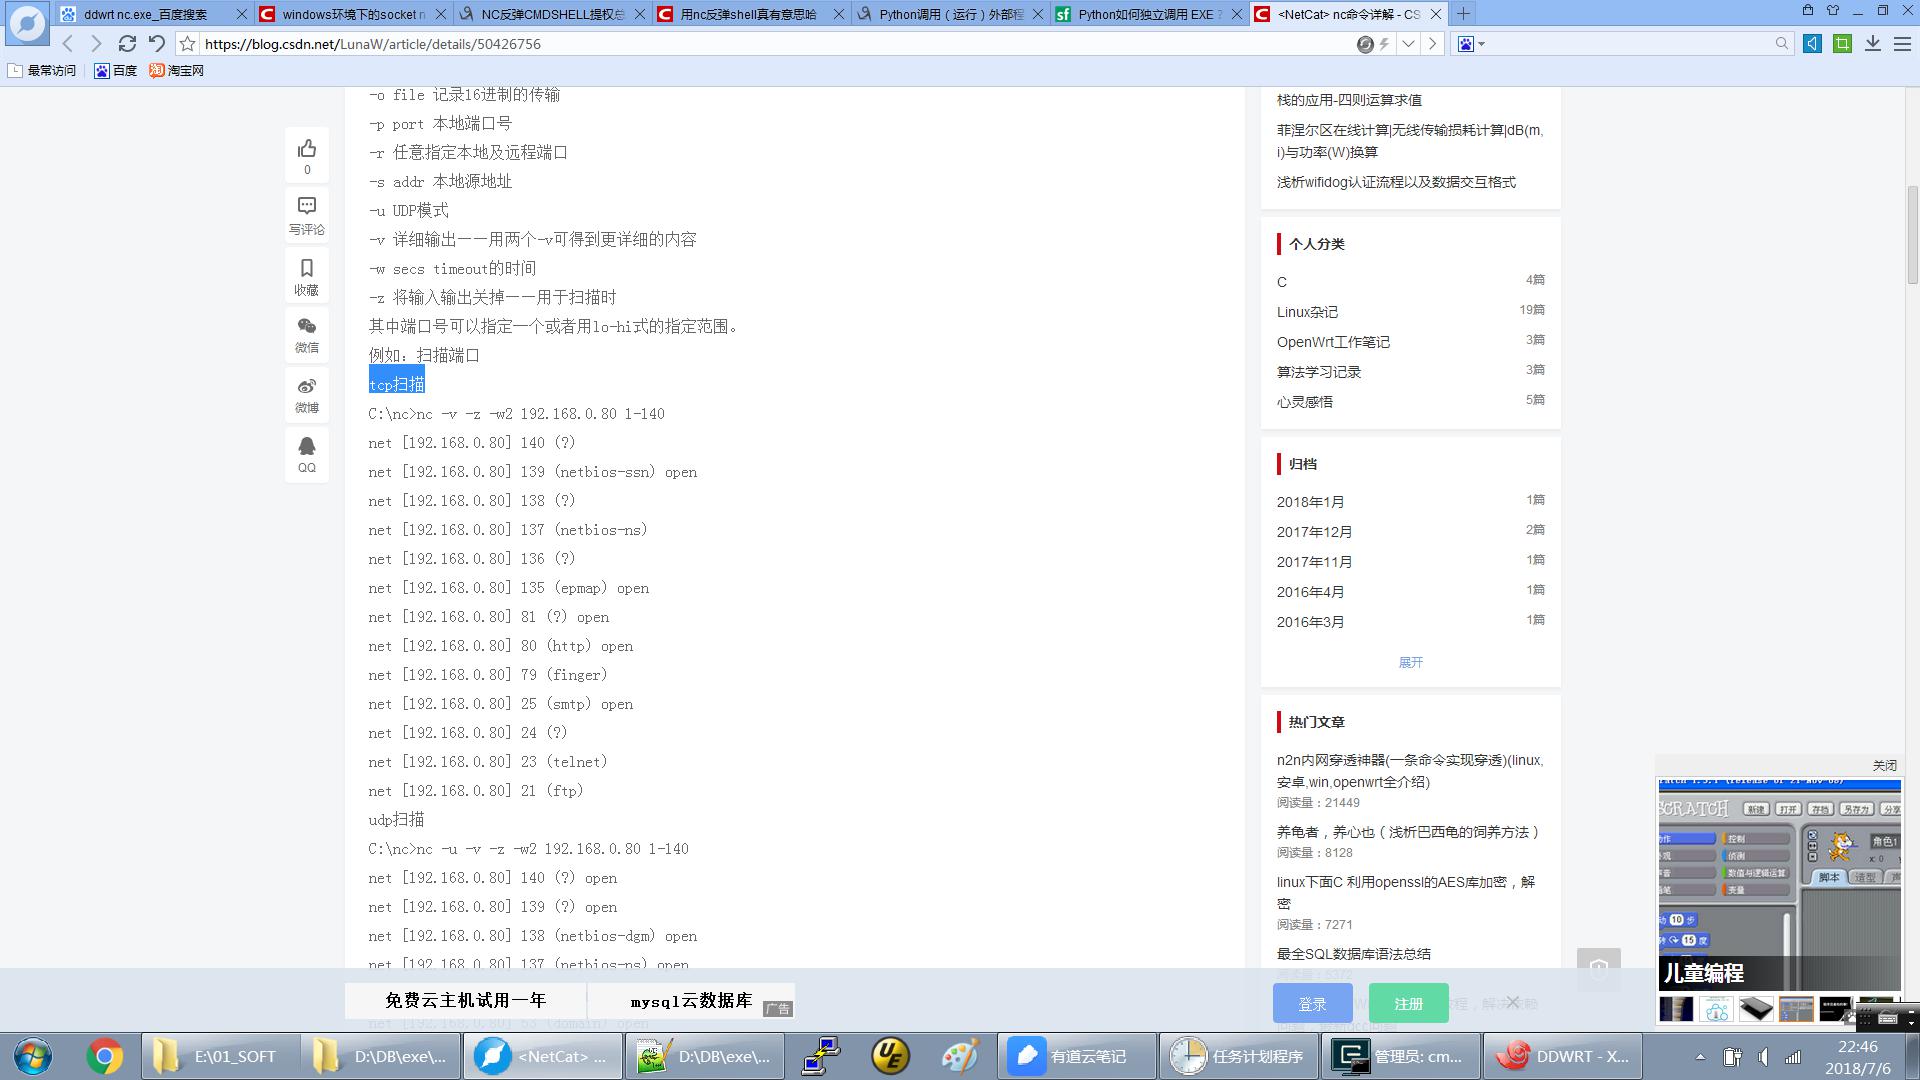 ddwrt nc.exe_百度搜索
windows环境下的socket n
NC反弹CMDSHELL提权总
用nc反弹shell真有意思哈
Python调用（运行）外部程
Python如何独立调用 EXE ?
<NetCat> nc命令详解 - CS
https://blog.csdn.net/LunaW/article/details/50426756
最常访问
百度
淘宝网
-o file 记录16进制的传输
-p port 本地端口号
-r 任意指定本地及远程端口
-s addr 本地源地址
-u UDP模式
-v 详细输出——用两个-v可得到更详细的内容
-w secs timeout的时间
-z 将输入输出关掉——用于扫描时
其中端口号可以指定一个或者用lo-hi式的指定范围。
例如：扫描端口
tcp扫描
C:\nc>nc -v -z -w2 192.168.0.80 1-140
net [192.168.0.80] 140 (?)
net [192.168.0.80] 139 (netbios-ssn) open
net [192.168.0.80] 138 (?)
net [192.168.0.80] 137 (netbios-ns)
net [192.168.0.80] 136 (?)
net [192.168.0.80] 135 (epmap) open
net [192.168.0.80] 81 (?) open
net [192.168.0.80] 80 (http) open
net [192.168.0.80] 79 (finger)
net [192.168.0.80] 25 (smtp) open
net [192.168.0.80] 24 (?)
net [192.168.0.80] 23 (telnet)
net [192.168.0.80] 21 (ftp)
udp扫描
C:\nc>nc -u -v -z -w2 192.168.0.80 1-140
net [192.168.0.80] 140 (?) open
net [192.168.0.80] 139 (?) open
net [192.168.0.80] 138 (netbios-dgm) open
net [192.168.0.80] 137 (netbios-ns) open
0
写评论
收藏
微信
微博
QQ
栈的应用-四则运算求值
菲涅尔区在线计算|无线传输损耗计算|dB(m,
i)与功率(W)换算
浅析wifidog认证流程以及数据交互格式
个人分类
C 4篇
Linux杂记 19篇
OpenWrt工作笔记 3篇
算法学习记录 3篇
心灵感悟 5篇
归档
2018年1月 1篇
2017年12月 2篇
2017年11月 1篇
2016年4月 1篇
2016年3月 1篇
展开
热门文章
n2n内网穿透神器(一条命令实现穿透)(linux,
安卓,win,openwrt全介绍)
阅读量：21449
养龟者，养心也（浅析巴西龟的饲养方法）
阅读量：8128
linux下面C 利用openssl的AES库加密，解
密
阅读量：7271
最全SQL数据库语法总结
阅读量：5372
关闭
SCRATCH
新建 打开 存档 另存为 分享
控制
侦测
数值与逻辑运算
变量
角色1
脚本 造型
10 步
15 度
儿童编程
免费云主机试用一年
mysql云数据库
广告
登录
注册
E:\01_SOFT
D:\DB\exe\...
<NetCat> ...
D:\DB\exe\...
有道云笔记
任务计划程序
管理员: cm...
DDWRT - X...
22:46
2018/7/6